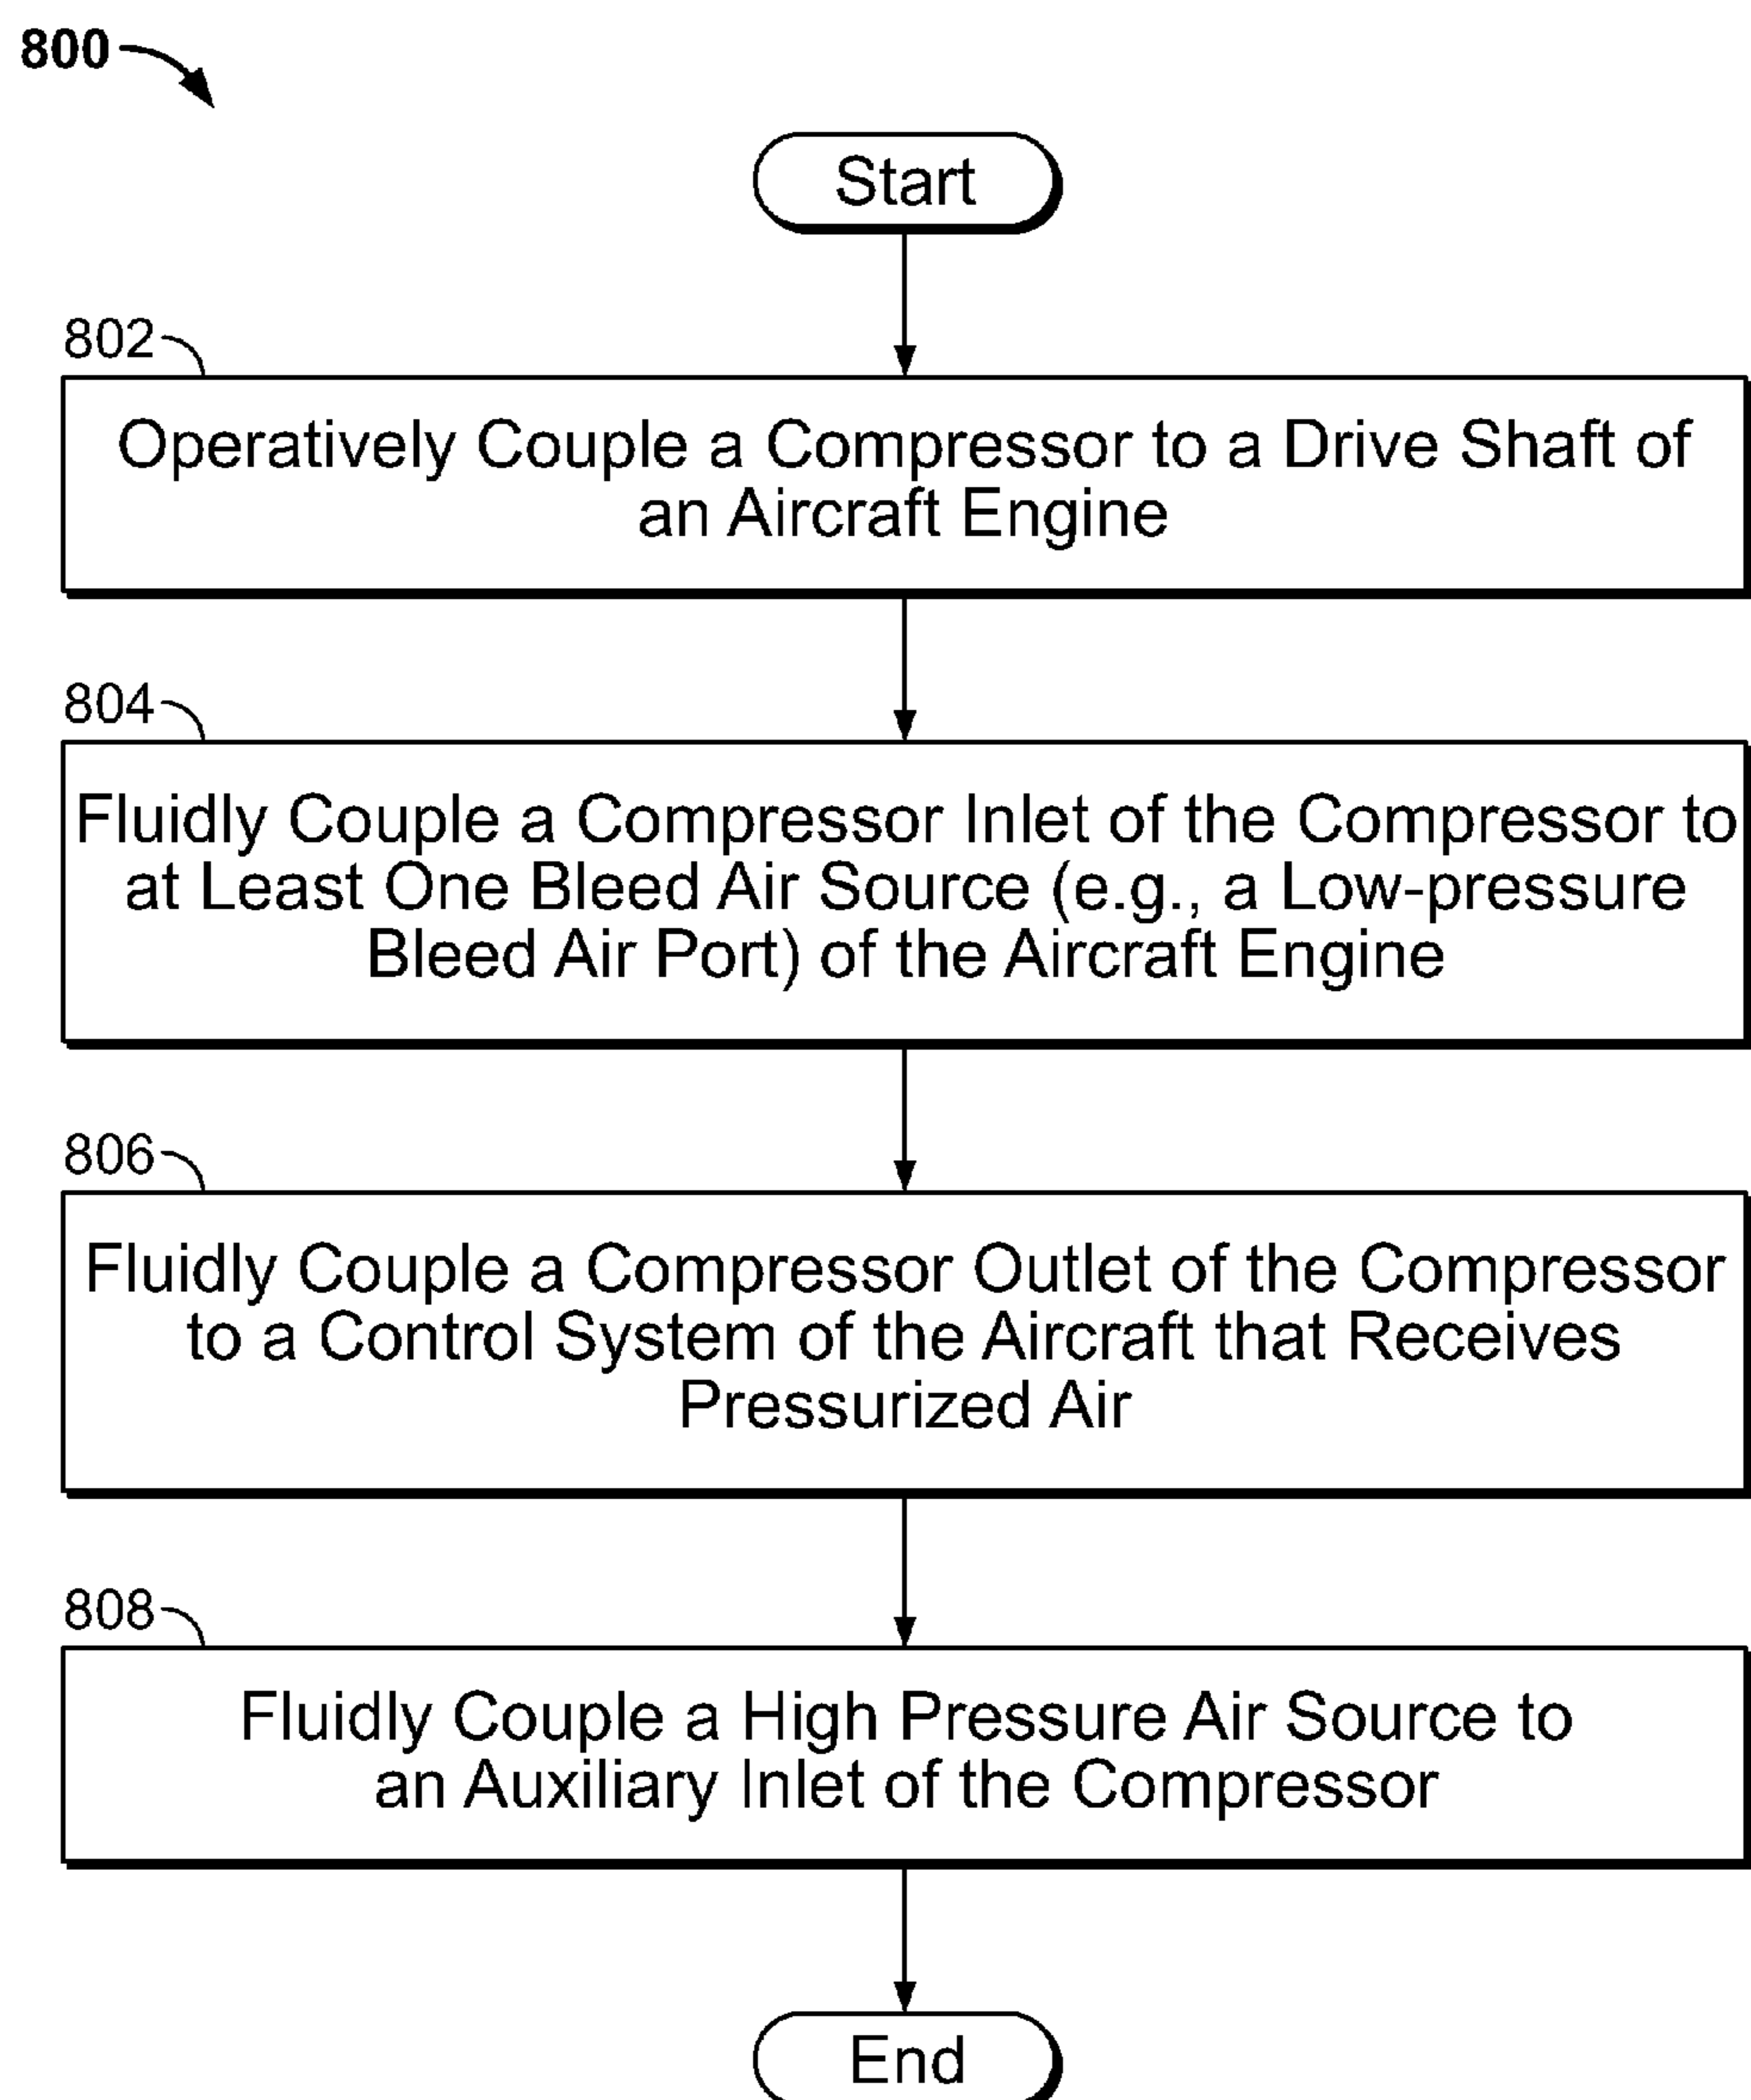 800
Start
802
Operatively Couple a Compressor to a Drive Shaft of
an Aircraft Engine
804
Fluidly Couple a Compressor Inlet of the Compressor to
at Least One Bleed Air Source (e.g., a Low-pressure
Bleed Air Port) of the Aircraft Engine
806
Fluidly Couple a Compressor Outlet of the Compressor
to a Control System of the Aircraft that Receives
Pressurized Air
808
Fluidly Couple a High Pressure Air Source to
an Auxiliary Inlet of the Compressor
End